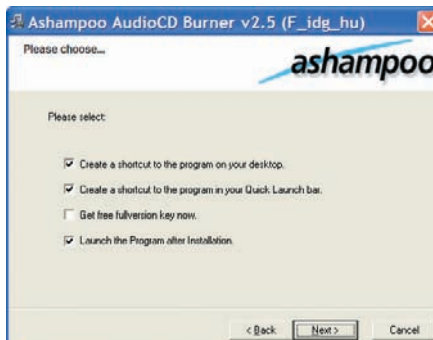 Ashampoo AudioCD Burner v2.5 (F_idg_hu)
Please choose...
ashampoo
Please select:
Create a shortcut to the program on your desktop.
Create a shortcut to the program in your Quick Launch bar.
Get free fullversion key now.
Launch the Program after Installation.
< Back Next > Cancel